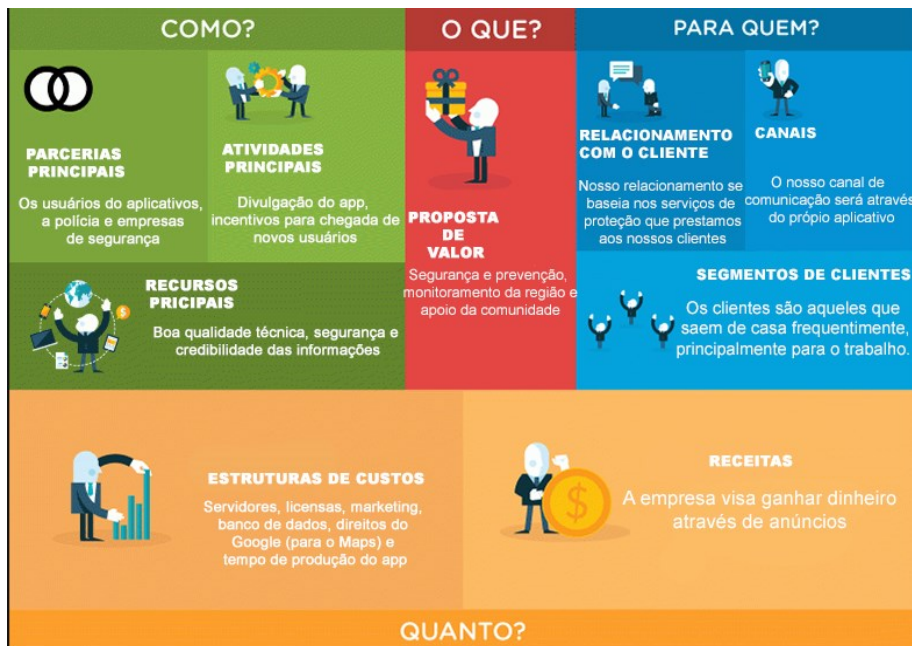 COMO?
PARCERIAS
PRINCIPAIS
Os usuários do aplicativos,
a polícia e empresas
de segurança
ATIVIDADES
PRINCIPAIS
Divulgação do app,
incentivos para chegada de
novos usuários
RECURSOS
PRICIPAIS
Boa qualidade técnica, segurança e
credibilidade das informações
O QUE?
PROPOSTA
DE
VALOR
Segurança e prevenção,
monitoramento da região e
apoio da comunidade
PARA QUEM?
RELACIONAMENTO
COM O CLIENTE
Nosso relacionamento se
baseia nos serviços de
proteção que prestamos
aos nossos clientes
CANAIS
O nosso canal de
comunicação será através
do própio aplicativo
SEGMENTOS DE CLIENTES
Os clientes são aqueles que
saem de casa frequentimente,
principalmente para o trabalho.
ESTRUTURAS DE CUSTOS
Servidores, licensas, marketing,
banco de dados, direitos do
Google (para o Maps) e
tempo de produção do app
RECEITAS
A empresa visa ganhar dinheiro
através de anúncios
$
$
QUANTO?